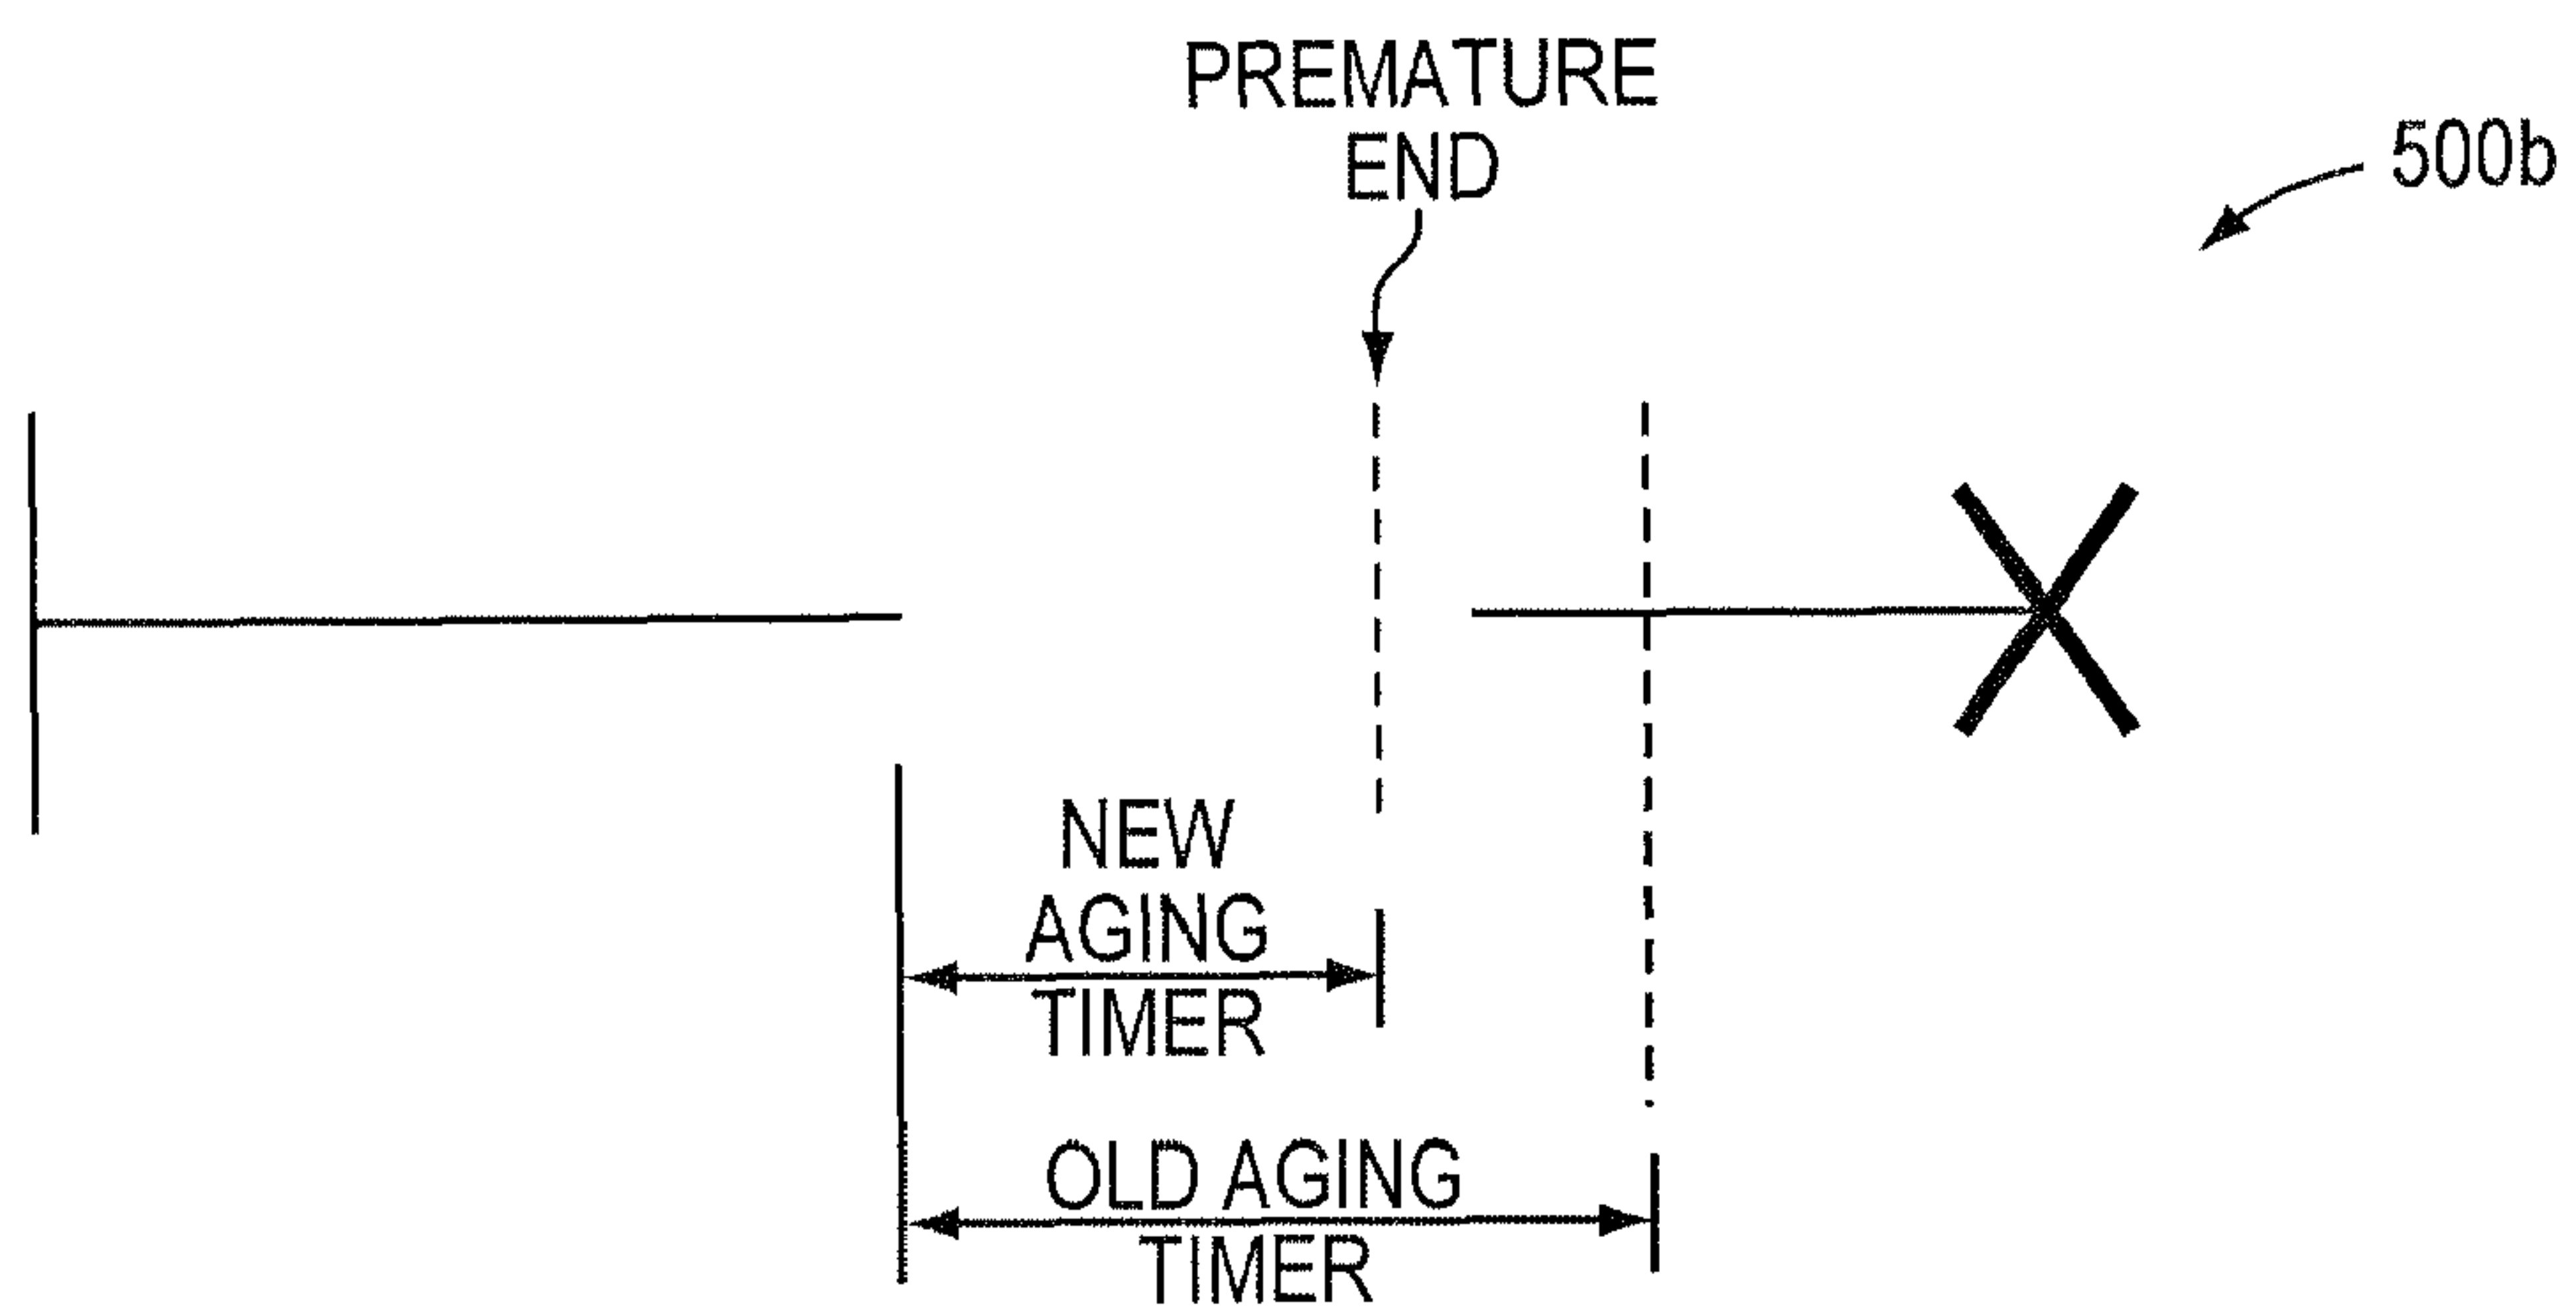 PREMATURE
END
500b
NEW
AGING
TIMER
OLD AGING
TIMER